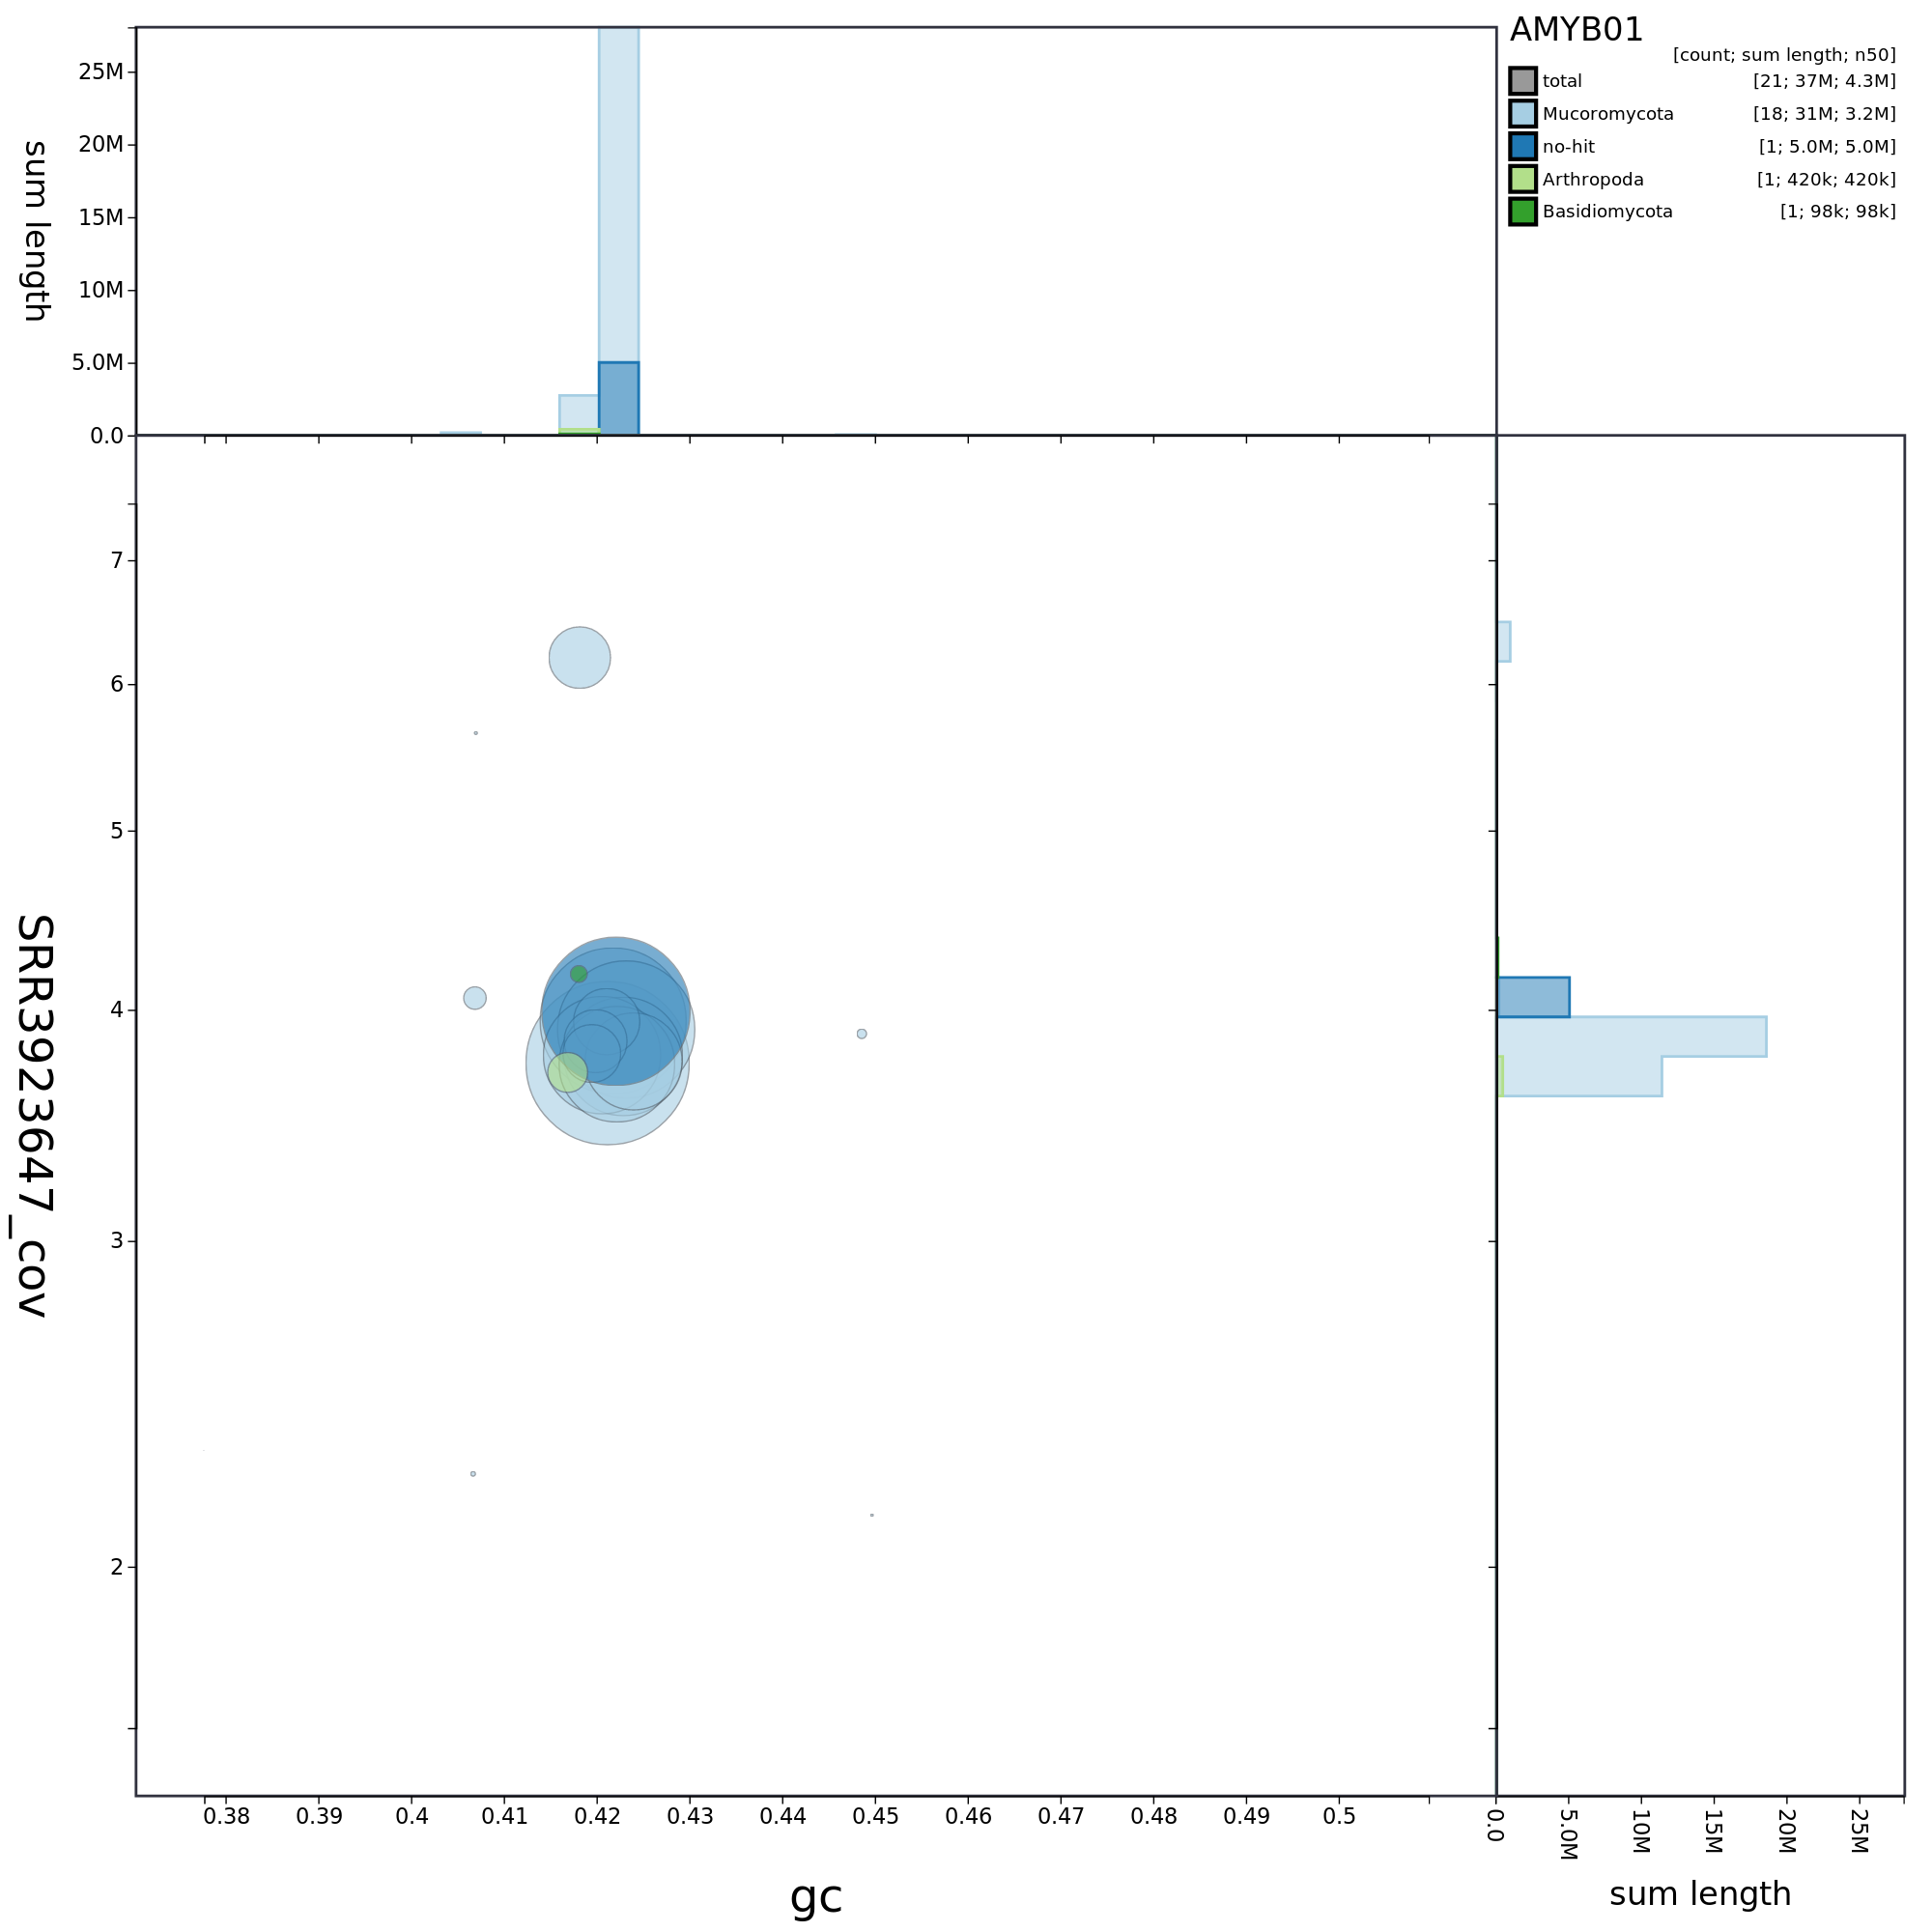 AMYB01
[count; sum length; n50]
total [21; 37M; 4.3M]
Mucoromycota [18; 31M; 3.2M]
no-hit [1; 5.0M; 5.0M]
Arthropoda [1; 420k; 420k]
Basidiomycota [1; 98k; 98k]
sum length
25M
20M
15M
10M
5.0M
0.0
SRR3923647_cov
7
6
5
4
3
2
0.38 0.39 0.4 0.41 0.42 0.43 0.44 0.45 0.46 0.47 0.48 0.49 0.5
gc
0.0 5.0M 10M 15M 20M 25M
sum length